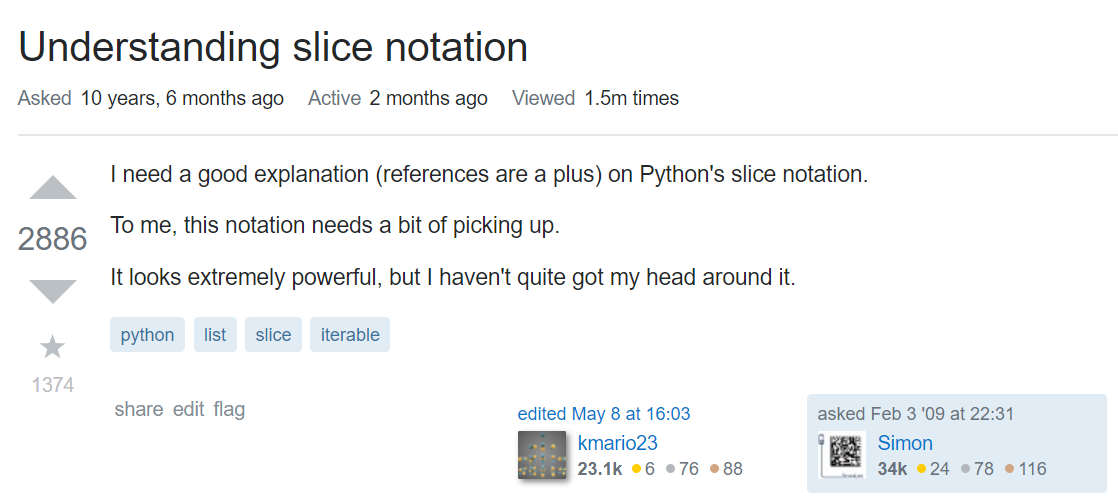 Understanding slice notation
Asked 10 years, 6 months ago Active 2 months ago Viewed 1.5m times
I need a good explanation (references are a plus) on Python's slice notation.
2886
To me, this notation needs a bit of picking up.
It looks extremely powerful, but I haven't quite got my head around it.
python list slice iterable
1374
share edit flag
edited May 8 at 16:03
kmario23
23.1k 6 76 88
asked Feb 3 '09 at 22:31
Simon
34k 24 78 116